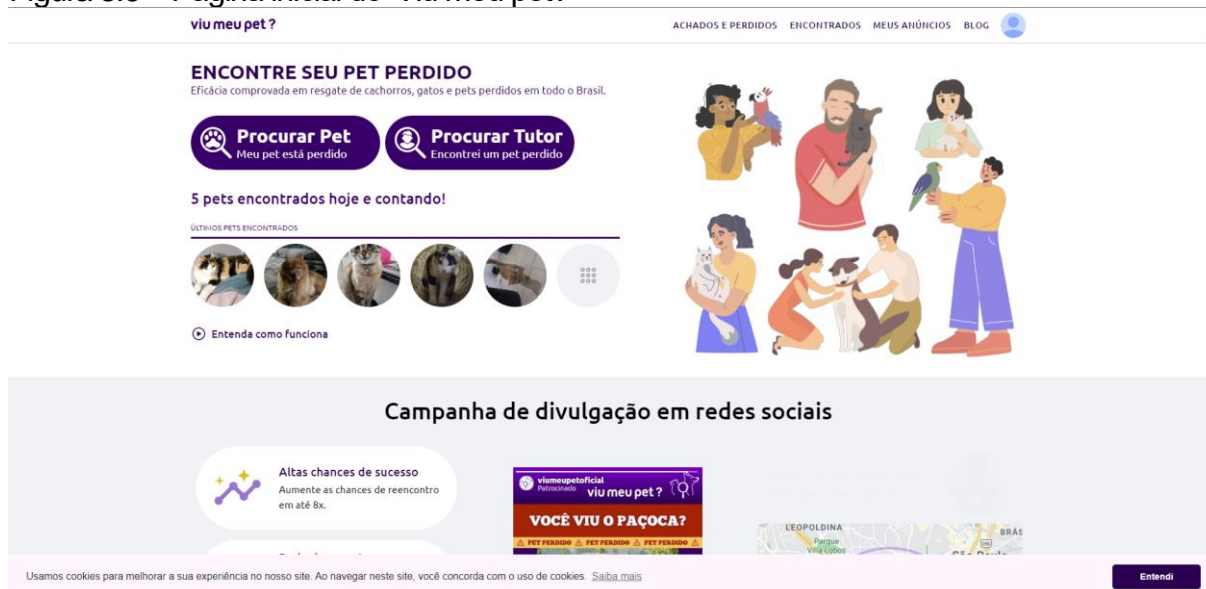 viu meu pet ?
ACHADOS E PERDIDOS ENCONTRADOS MEUS ANÚNCIOS BLOG
ENCONTRE SEU PET PERDIDO
Eficácia comprovada em resgate de cachorros, gatos e pets perdidos em todo o Brasil.
Procurar Pet
Meu pet está perdido
Procurar Tutor
Encontrei um pet perdido
5 pets encontrados hoje e contando!
ÚLTIMOS PETS ENCONTRADOS
Entenda como funciona
Campanha de divulgação em redes sociais
Altas chances de sucesso
Aumente as chances de reencontro
em até 8x.
viumeupetoficial
Patrocinado
viu meu pet ?
VOCÊ VIU O PAÇOCA?
PET PERDIDO PET PERDIDO PET PERDIDO
LEOPOLDINA
Parque
Villa-Lobos
BRÁS
Usamos cookies para melhorar a sua experiência no nosso site. Ao navegar neste site, você concorda com o uso de cookies. Saiba mais
Entendi